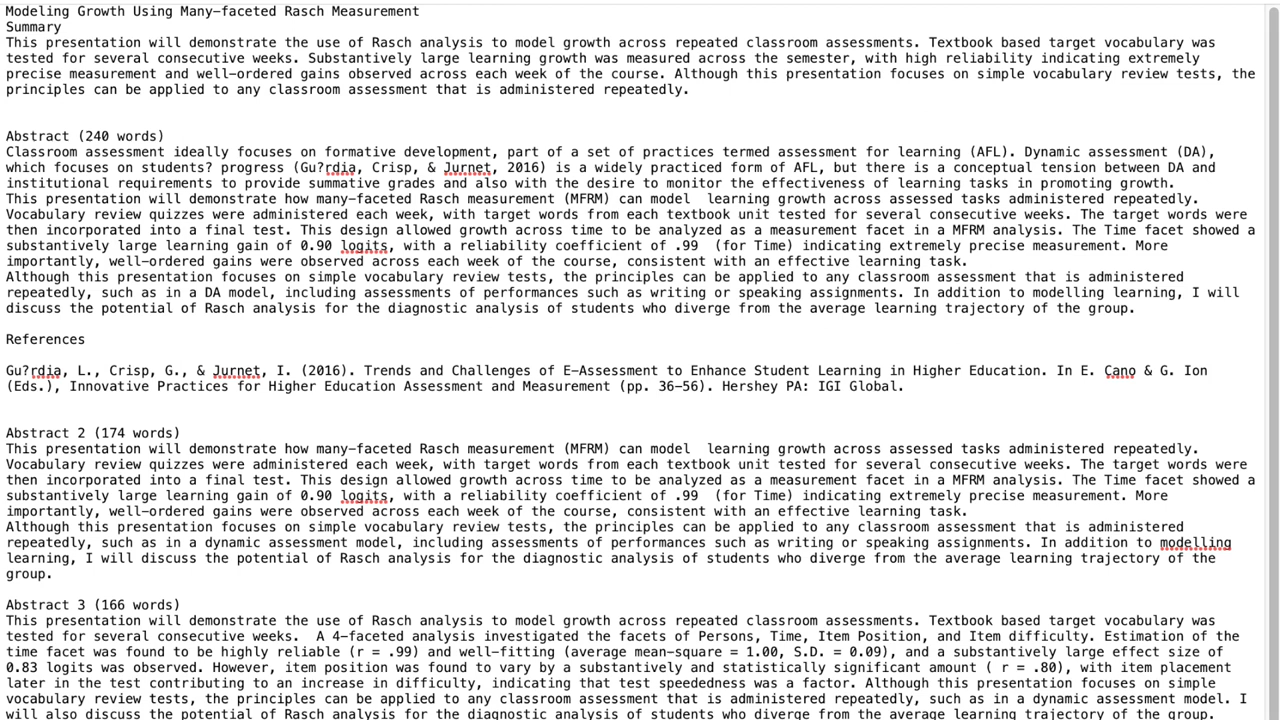 Modeling Growth Using Many-faceted Rasch Measurement
Summary
This presentation will demonstrate the use of Rasch analysis to model growth across repeated classroom assessments. Textbook based target vocabulary was
tested for several consecutive weeks. Substantively large learning growth was measured across the semester, with high reliability indicating extremely
precise measurement and well-ordered gains observed across each week of the course. Although this presentation focuses on simple vocabulary review tests, the
principles can be applied to any classroom assessment that is administered repeatedly.
Abstract (240 words)
Classroom assessment ideally focuses on formative development, part of a set of practices termed assessment for learning (AFL). Dynamic assessment (DA),
which focuses on students? progress (Gu?rdia, Crisp, & Jurnet, 2016) is a widely practiced form of AFL, but there is a conceptual tension between DA and
institutional requirements to provide summative grades and also with the desire to monitor the effectiveness of learning tasks in promoting growth.
This presentation will demonstrate how many-faceted Rasch measurement (MFRM) can model  learning growth across assessed tasks administered repeatedly.
Vocabulary review quizzes were administered each week, with target words from each textbook unit tested for several consecutive weeks. The target words were
then incorporated into a final test. This design allowed growth across time to be analyzed as a measurement facet in a MFRM analysis. The Time facet showed a
substantively large learning gain of 0.90 logits, with a reliability coefficient of .99  (for Time) indicating extremely precise measurement. More
importantly, well-ordered gains were observed across each week of the course, consistent with an effective learning task.
Although this presentation focuses on simple vocabulary review tests, the principles can be applied to any classroom assessment that is administered
repeatedly, such as in a DA model, including assessments of performances such as writing or speaking assignments. In addition to modelling learning, I will
discuss the potential of Rasch analysis for the diagnostic analysis of students who diverge from the average learning trajectory of the group.
References
Gu?rdia, L., Crisp, G., & Jurnet, I. (2016). Trends and Challenges of E-Assessment to Enhance Student Learning in Higher Education. In E. Cano & G. Ion
(Eds.), Innovative Practices for Higher Education Assessment and Measurement (pp. 36-56). Hershey PA: IGI Global.
Abstract 2 (174 words)
This presentation will demonstrate how many-faceted Rasch measurement (MFRM) can model  learning growth across assessed tasks administered repeatedly.
Vocabulary review quizzes were administered each week, with target words from each textbook unit tested for several consecutive weeks. The target words were
then incorporated into a final test. This design allowed growth across time to be analyzed as a measurement facet in a MFRM analysis. The Time facet showed a
substantively large learning gain of 0.90 logits, with a reliability coefficient of .99  (for Time) indicating extremely precise measurement. More
importantly, well-ordered gains were observed across each week of the course, consistent with an effective learning task.
Although this presentation focuses on simple vocabulary review tests, the principles can be applied to any classroom assessment that is administered
repeatedly, such as in a dynamic assessment model, including assessments of performances such as writing or speaking assignments. In addition to modelling
learning, I will discuss the potential of Rasch analysis for the diagnostic analysis of students who diverge from the average learning trajectory of the
group.
Abstract 3 (166 words)
This presentation will demonstrate the use of Rasch analysis to model growth across repeated classroom assessments. Textbook based target vocabulary was
tested for several consecutive weeks.  A 4-faceted analysis investigated the facets of Persons, Time, Item Position, and Item difficulty. Estimation of the
time facet was found to be highly reliable (r = .99) and well-fitting (average mean-square = 1.00, S.D. = 0.09), and a substantively large effect size of
0.83 logits was observed. However, item position was found to vary by a substantively and statistically significant amount ( r = .80), with item placement
later in the test contributing to an increase in difficulty, indicating that test speededness was a factor. Although this presentation focuses on simple
vocabulary review tests, the principles can be applied to any classroom assessment that is administered repeatedly, such as in a dynamic assessment model. I
will also discuss the potential of Rasch analysis for the diagnostic analysis of students who diverge from the average learning trajectory of the group.